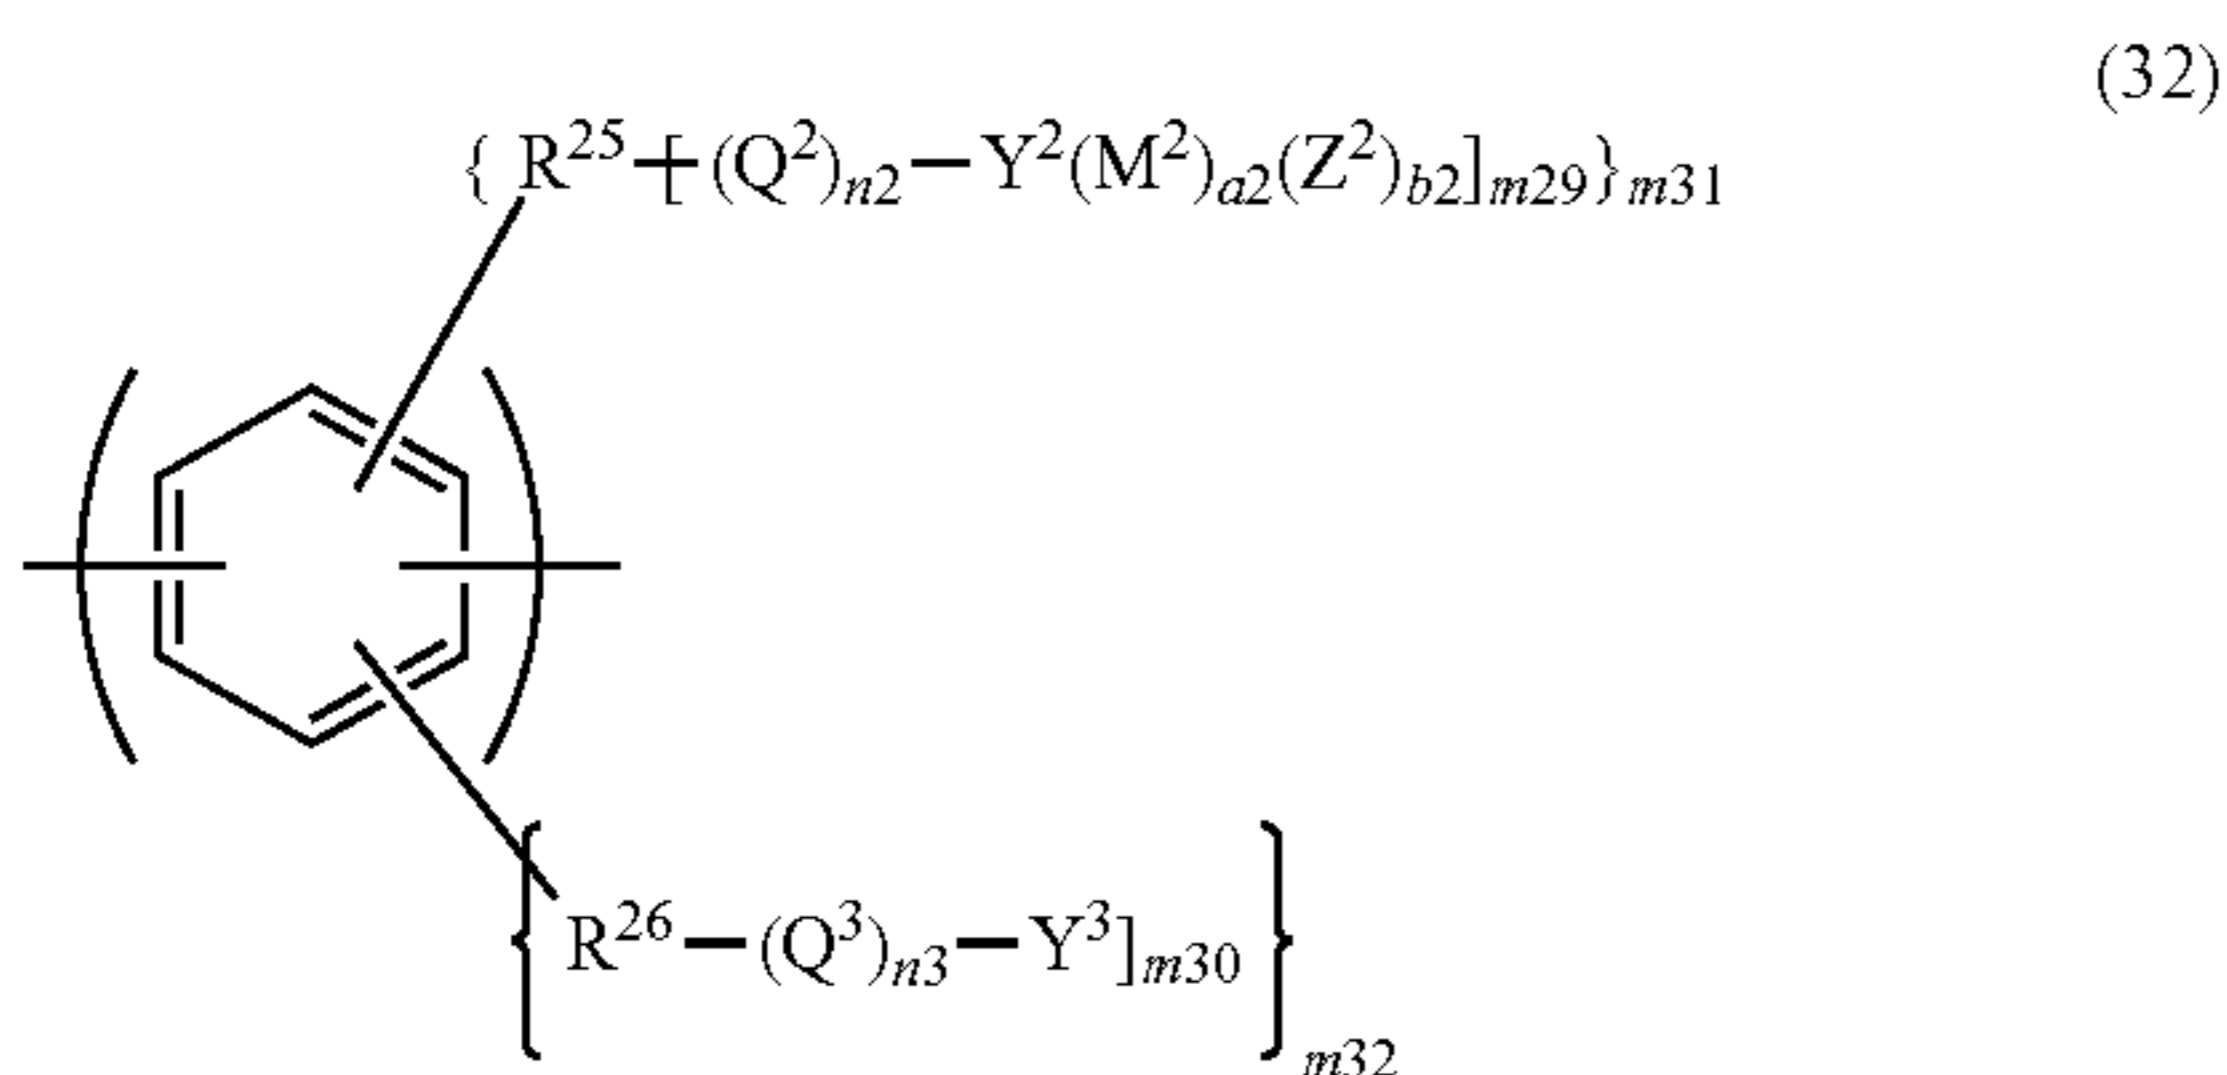 (32)
{ R²⁵—[ (Q²)ₙ₂—Y²(M²)ₐ₂(Z²)b2]m29}m31
{ R²⁶—(Q³)ₙ₃—Y³]m30 }m32